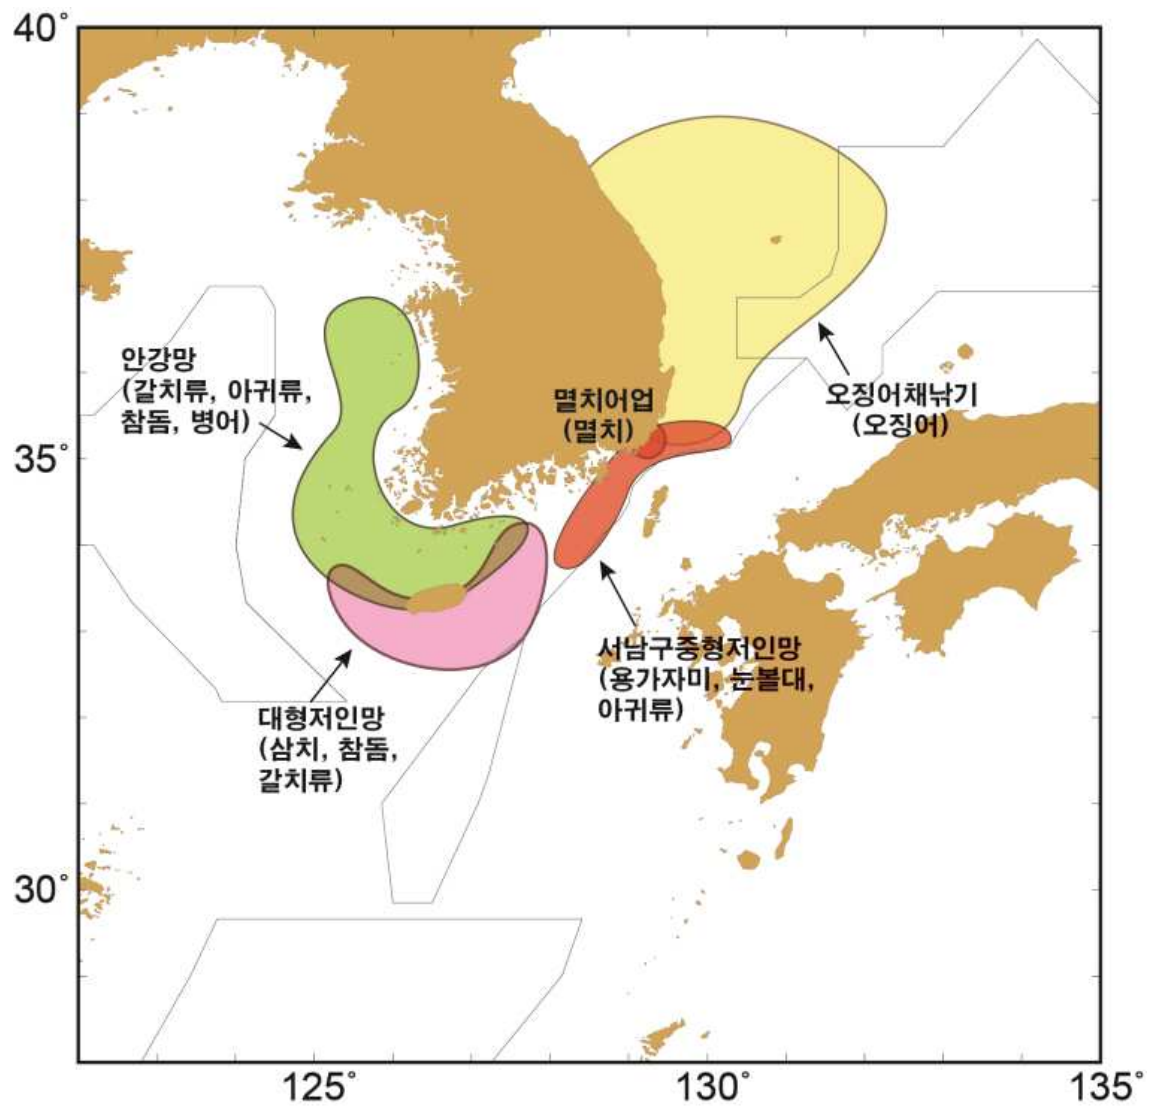 40°
안강망
(갈치류, 아귀류,
참돔, 병어)
멸치어업
(멸치)
오징어채낚기
(오징어)
35°
서남구중형저인망
(용가자미, 눈볼대,
아귀류)
대형저인망
(삼치, 참돔,
갈치류)
30°
125°
130°
135°